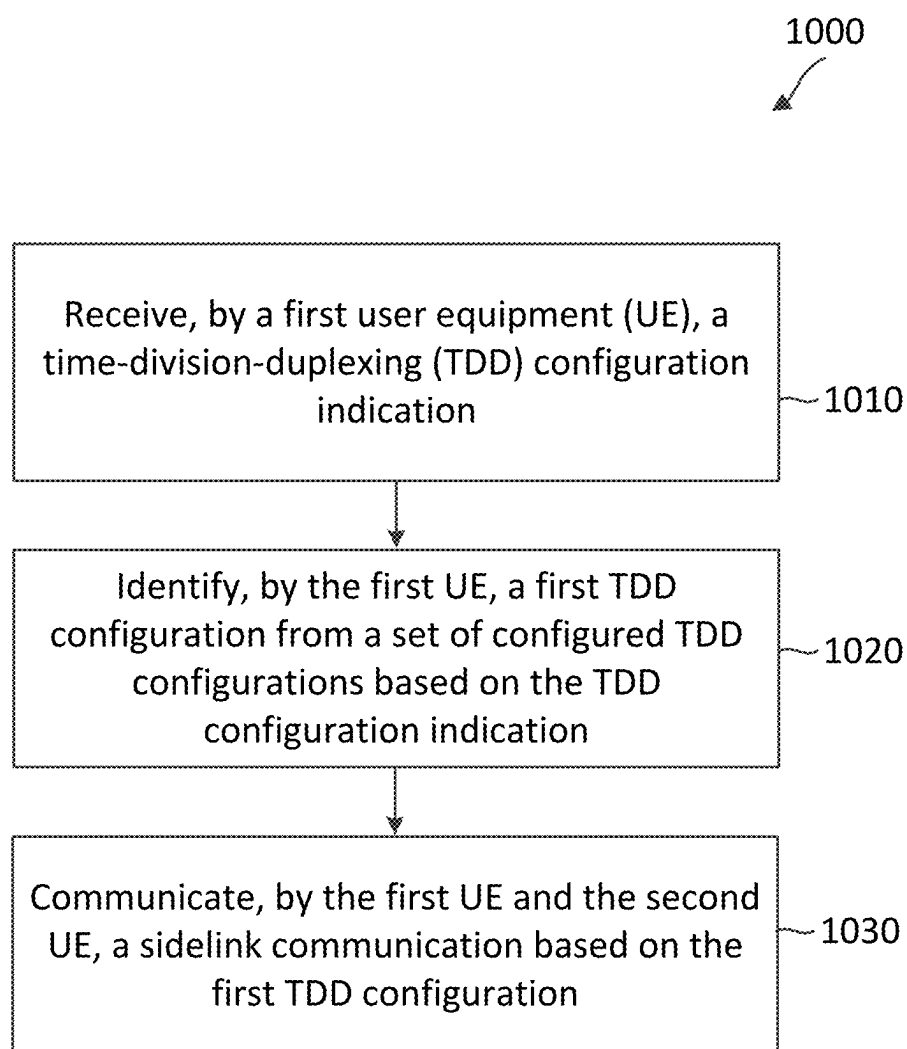 1000
Receive, by a first user equipment (UE), a
time-division-duplexing (TDD) configuration
indication
1010
Identify, by the first UE, a first TDD
configuration from a set of configured TDD
configurations based on the TDD
configuration indication
1020
Communicate, by the first UE and the second
UE, a sidelink communication based on the
first TDD configuration
1030